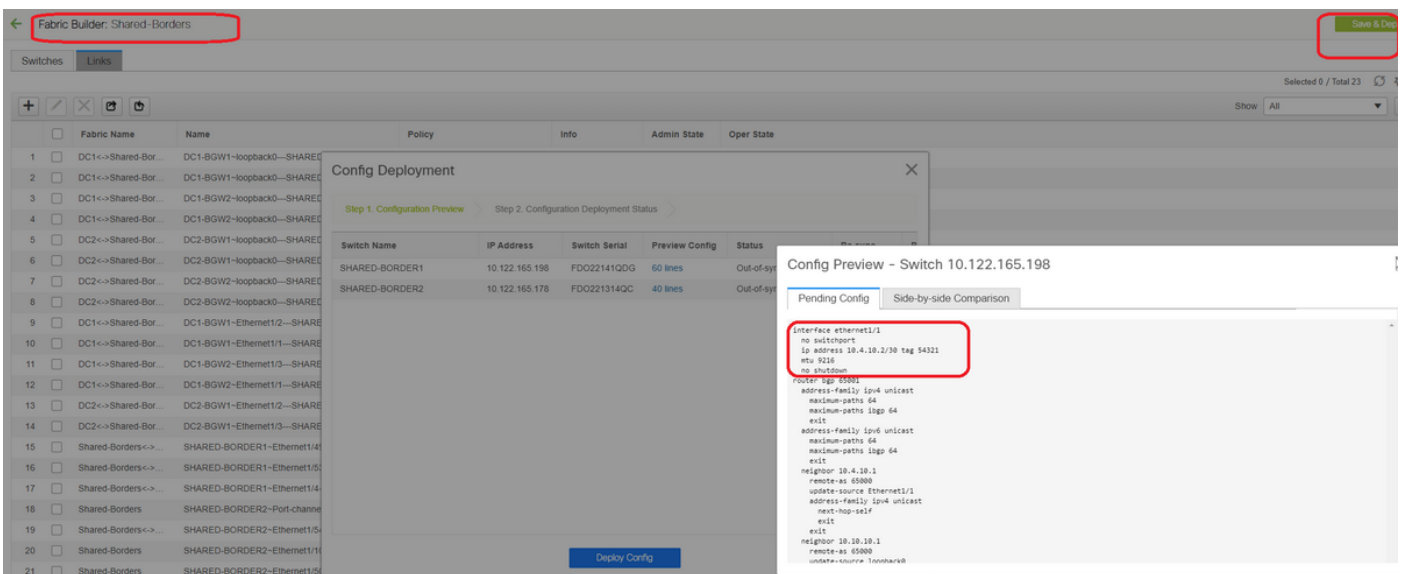 Fabric Builder: Shared-Borders
Save & Dep
Switches Links
Selected 0 / Total 23
Show All
Fabric Name Name Policy Info Admin State Oper State
1 DC1<->Shared-Bor... DC1-BGW1~loopback0---SHARED
2 DC1<->Shared-Bor... DC1-BGW1~loopback0---SHARED
3 DC1<->Shared-Bor... DC1-BGW2~loopback0---SHARED
4 DC1<->Shared-Bor... DC1-BGW2~loopback0---SHARED
5 DC2<->Shared-Bor... DC2-BGW1~loopback0---SHARED
6 DC2<->Shared-Bor... DC2-BGW1~loopback0---SHARED
7 DC2<->Shared-Bor... DC2-BGW2~loopback0---SHARED
8 DC2<->Shared-Bor... DC2-BGW2~loopback0---SHARED
9 DC1<->Shared-Bor... DC1-BGW1~Ethernet1/2---SHARE
10 DC1<->Shared-Bor... DC1-BGW1~Ethernet1/1---SHARE
11 DC1<->Shared-Bor... DC1-BGW2~Ethernet1/3---SHARE
12 DC1<->Shared-Bor... DC1-BGW2~Ethernet1/1---SHARE
13 DC2<->Shared-Bor... DC2-BGW1~Ethernet1/2---SHARE
14 DC2<->Shared-Bor... DC2-BGW1~Ethernet1/3---SHARE
15 Shared-Borders<->... SHARED-BORDER1~Ethernet1/4
16 Shared-Borders<->... SHARED-BORDER1~Ethernet1/5
17 Shared-Borders<->... SHARED-BORDER1~Ethernet1/4
18 Shared-Borders SHARED-BORDER2~Port-channe
19 Shared-Borders<->... SHARED-BORDER2~Ethernet1/5
20 Shared-Borders SHARED-BORDER2~Ethernet1/1
21 Shared-Borders SHARED-BORDER2~Ethernet1/5
Config Deployment
Step 1. Configuration Preview Step 2. Configuration Deployment Status
Switch Name IP Address Switch Serial Preview Config Status Re-sync
SHARED-BORDER1 10.122.165.198 FDO22141QDG 60 lines Out-of-syn
SHARED-BORDER2 10.122.165.178 FDO221314QC 40 lines Out-of-syn
Deploy Config
Config Preview - Switch 10.122.165.198
Pending Config Side-by-side Comparison
interface ethernet1/1
no switchport
ip address 10.4.10.2/30 tag 54321
mtu 9216
no shutdown
router bgp 65001
address-family ipv4 unicast
maximum-paths 64
maximum-paths ibgp 64
exit
address-family ipv6 unicast
maximum-paths 64
maximum-paths ibgp 64
exit
neighbor 10.4.10.1
remote-as 65000
update-source Ethernet1/1
address-family ipv4 unicast
next-hop-self
exit
exit
neighbor 10.10.10.1
remote-as 65000
update-source loopback0